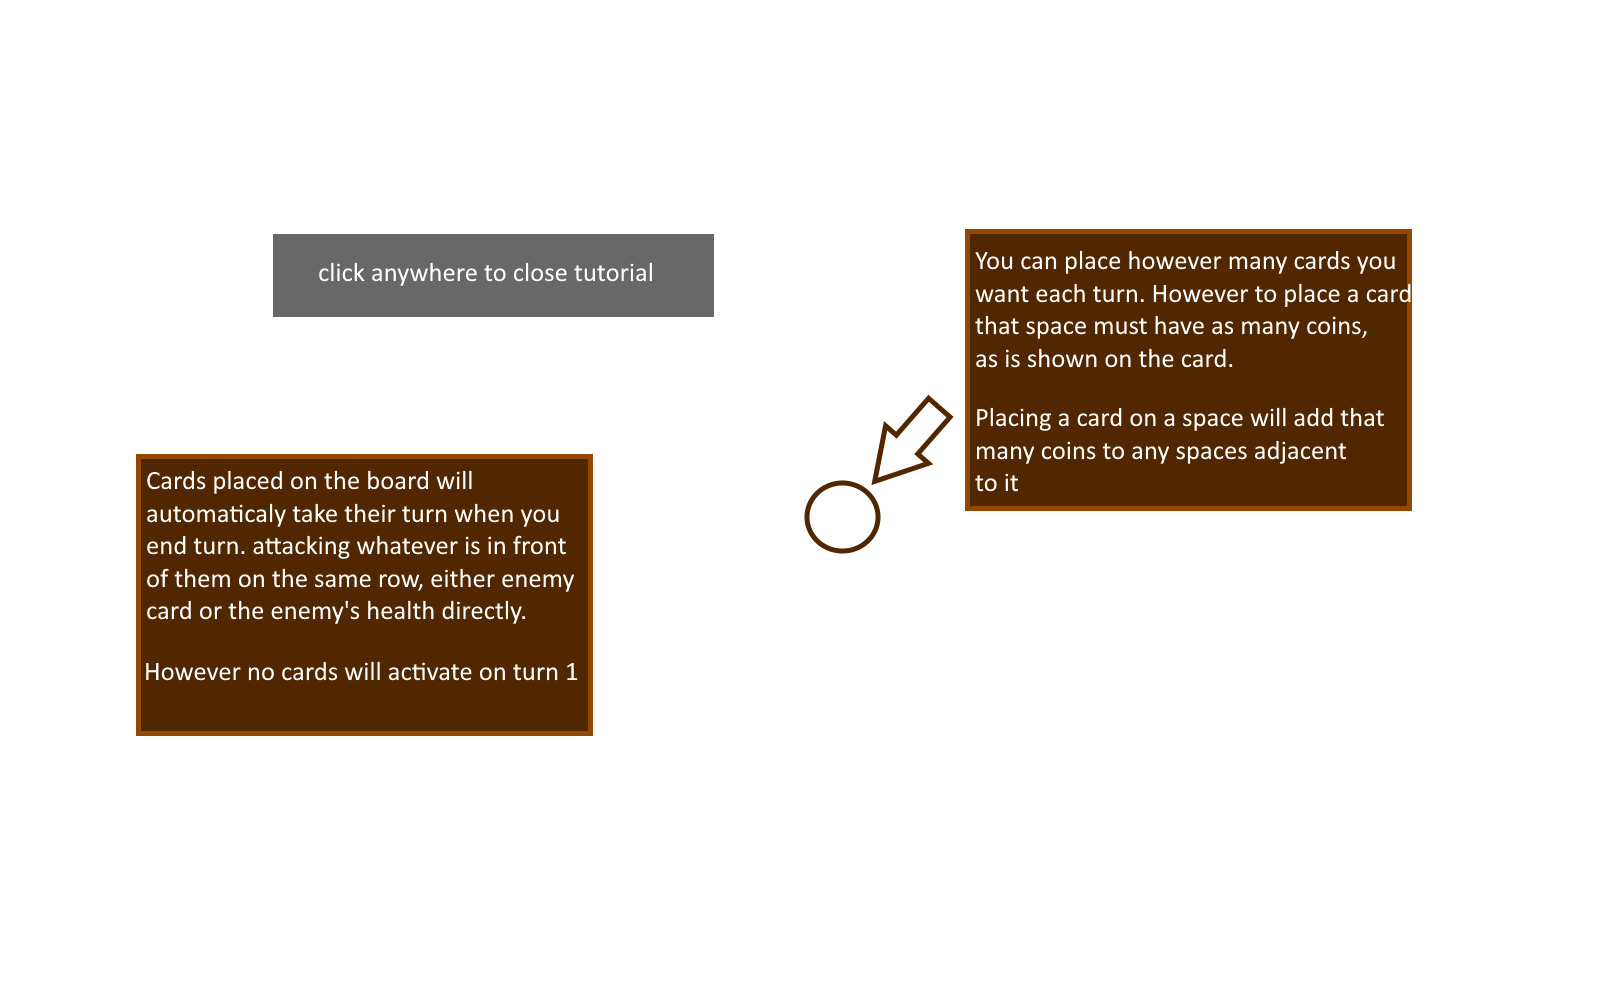 click anywhere to close tutorial
You can place however many cards you
want each turn. However to place a card
that space must have as many coins,
as is shown on the card.
Placing a card on a space will add that
many coins to any spaces adjacent
to it
Cards placed on the board will
automaticaly take their turn when you
end turn. attacking whatever is in front
of them on the same row, either enemy
card or the enemy's health directly.
However no cards will activate on turn 1